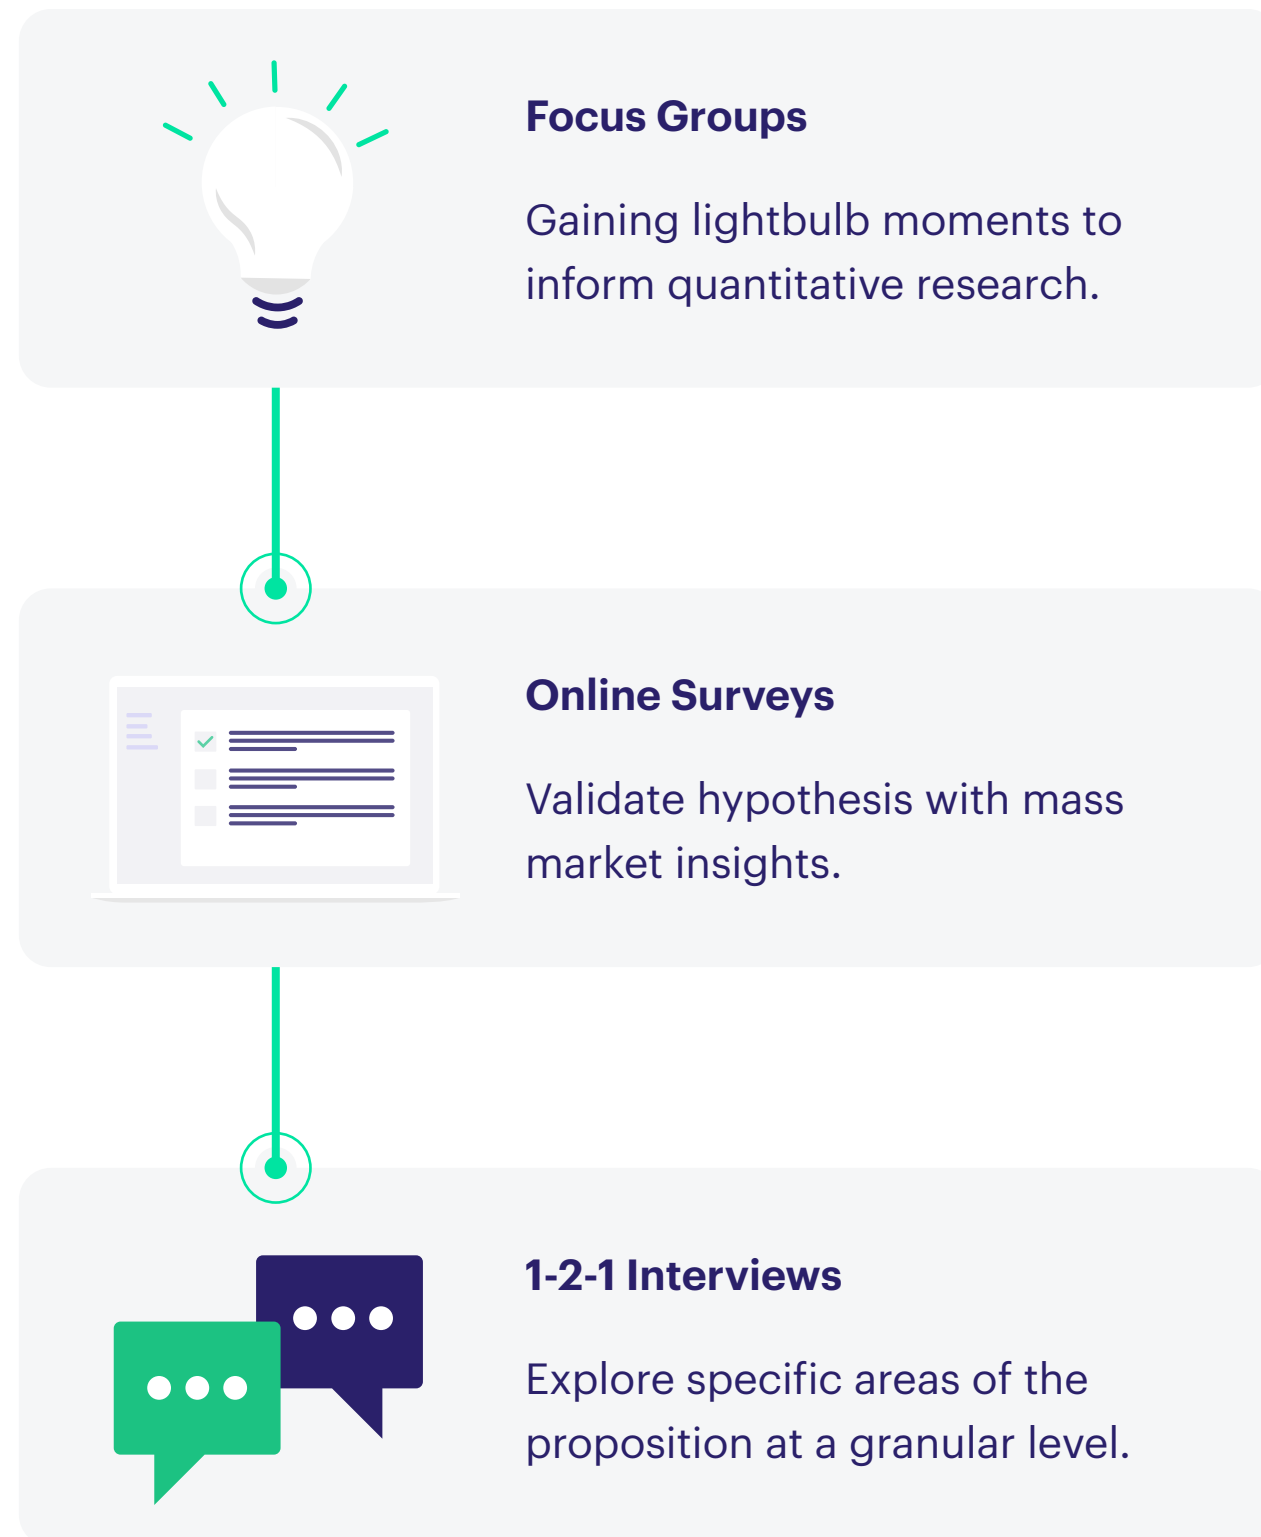 Focus Groups
Gaining lightbulb moments to
inform quantitative research.
Online Surveys
Validate hypothesis with mass
market insights.
1-2-1 Interviews
Explore specific areas of the
proposition at a granular level.